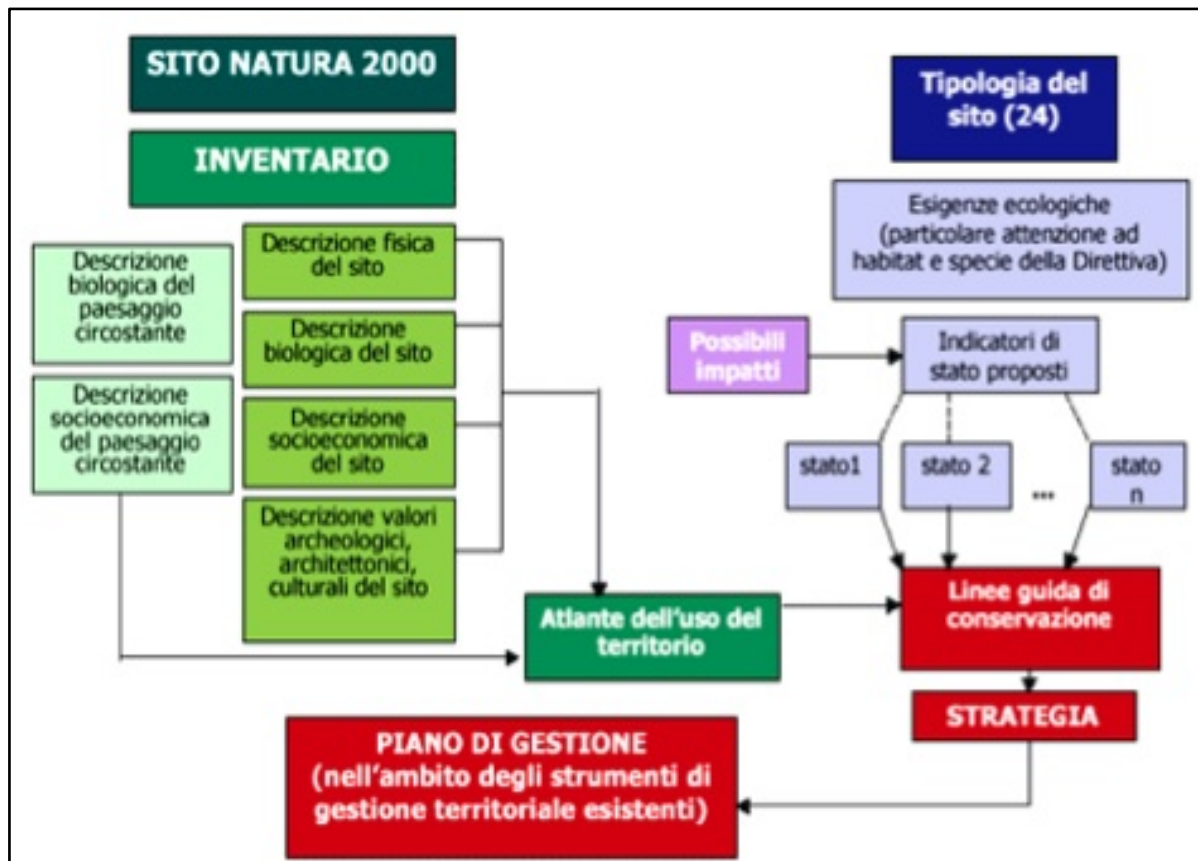 SITO NATURA 2000
INVENTARIO
Descrizione
biologica del
paesaggio
circostante
Descrizione
socioeconomica
del paesaggio
circostante
Descrizione fisica
del sito
Descrizione
biologica del sito
Descrizione
socioeconomica
del sito
Descrizione valori
archeologici,
architettonici,
culturali del sito
Atlante dell'uso del
territorio
Tipologia del
sito (24)
Esigenze ecologiche
(particolare attenzione ad
habitat e specie della Direttiva)
Possibili
impatti
Indicatori di
stato proposti
stato1
stato 2
...
stato
n
Linee guida di
conservazione
STRATEGIA
PIANO DI GESTIONE
(nell'ambito degli strumenti di
gestione territoriale esistenti)